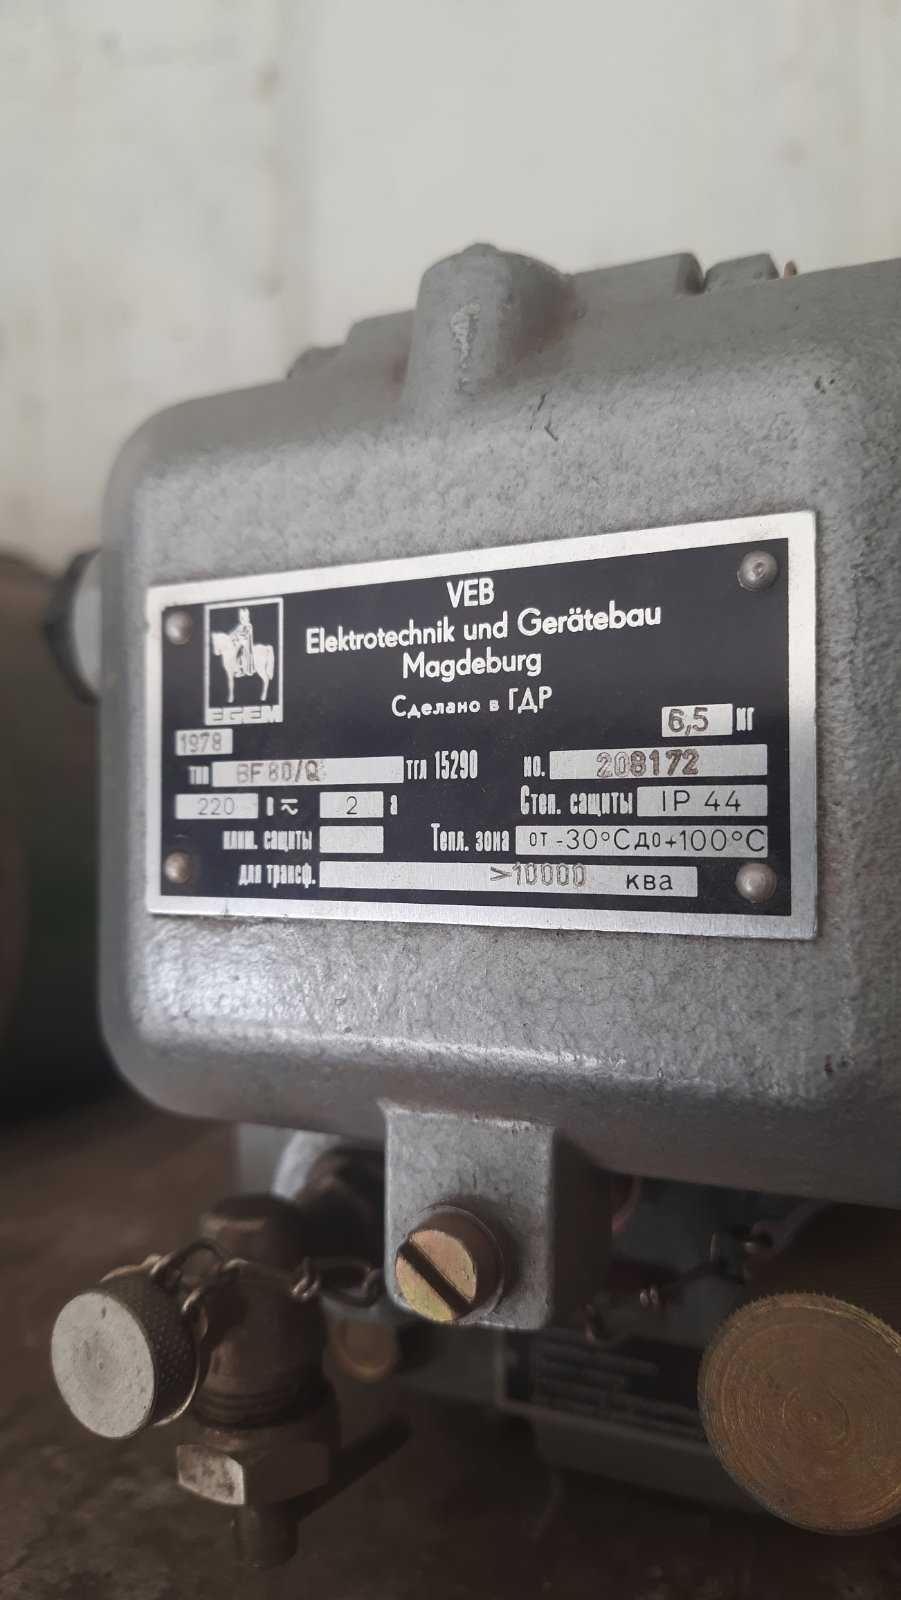 VEB
Elektrotechnik und Gerätebau
Magdeburg
EGEM
Сделано в ГДР
1978
6,5 кг
тип BF 80/Q тгл 15290 но. 208172
220 в ≂ 2 а Степ. защиты IP 44
клим. защиты Тепл. зона от -30°C до +100°C
для трансф. >10000 ква